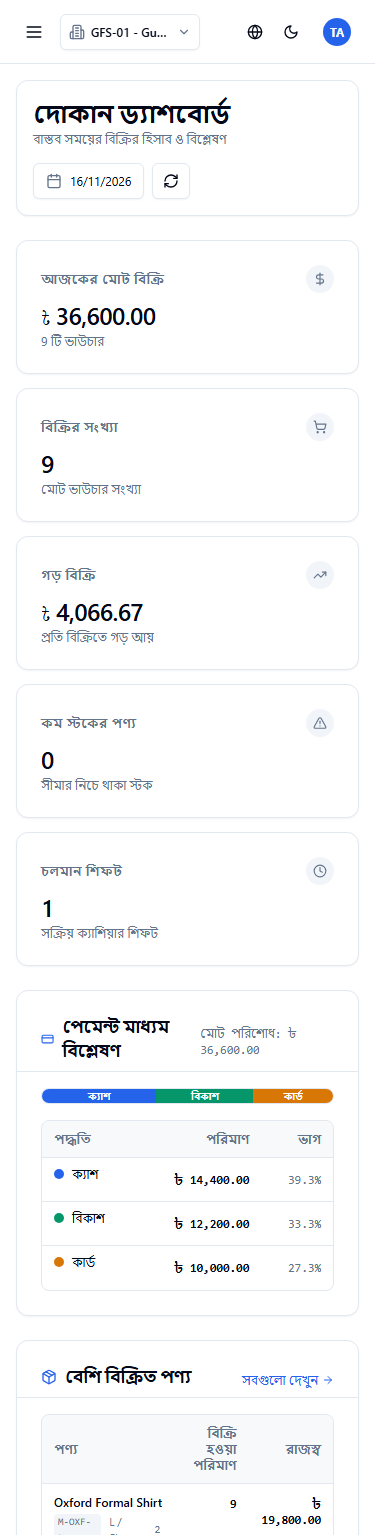 GFS-01 - Gu...
TA
দোকান ড্যাশবোর্ড
বাস্তব সময়ের বিক্রির হিসাব ও বিশ্লেষণ
16/11/2026
আজকের মোট বিক্রি
৳ 36,600.00
9 টি ভাউচার
বিক্রির সংখ্যা
9
মোট ভাউচার সংখ্যা
গড় বিক্রি
৳ 4,066.67
প্রতি বিক্রিতে গড় আয়
কম স্টকের পণ্য
0
সীমার নিচে থাকা স্টক
চলমান শিফট
1
সক্রিয় ক্যাশিয়ার শিফট
পেমেন্ট মাধ্যম
বিশ্লেষণ
মোট পরিশোধ: ৳
36,600.00
ক্যাশ বিকাশ কার্ড
পদ্ধতি পরিমাণ ভাগ
ক্যাশ ৳ 14,400.00 39.3%
বিকাশ ৳ 12,200.00 33.3%
কার্ড ৳ 10,000.00 27.3%
বেশি বিক্রিত পণ্য
সবগুলো দেখুন →
পণ্য
বিক্রি
হওয়া
পরিমাণ
রাজস্ব
Oxford Formal Shirt 9 ৳
19,800.00
M-OXF- L / 2